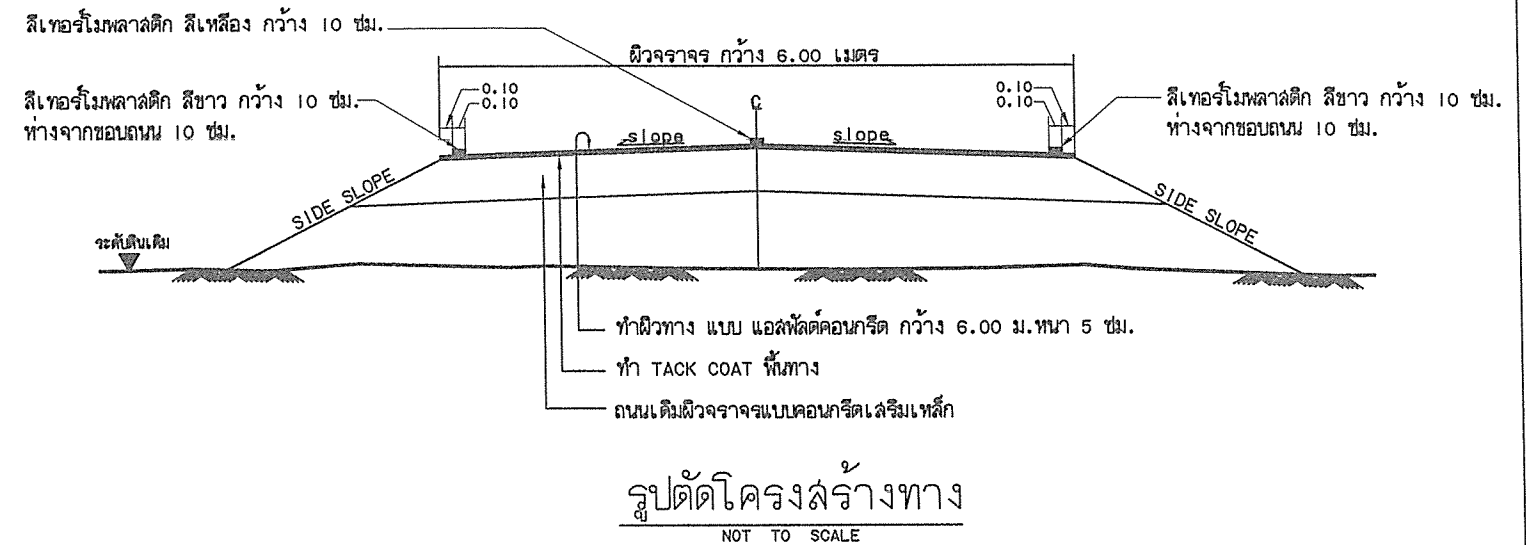 สีเทอร์โมพลาสติก สีเหลือง กว้าง 10 ซม.
ผิวจราจร กว้าง 6.00 เมตร
สีเทอร์โมพลาสติก สีขาว กว้าง 10 ซม.
ห่างจากขอบถนน 10 ซม.
0.10
0.10
C
0.10
0.10
สีเทอร์โมพลาสติก สีขาว กว้าง 10 ซม.
ห่างจากขอบถนน 10 ซม.
slope
slope
SIDE SLOPE
SIDE SLOPE
ระดับดินเดิม
ทำผิวทาง แบบ แอสฟัลต์คอนกรีต กว้าง 6.00 ม.หนา 5 ซม.
ทำ TACK COAT พื้นทาง
ถนนเดิมผิวจราจรแบบคอนกรีตเสริมเหล็ก
รูปตัดโครงสร้างทาง
NOT TO SCALE